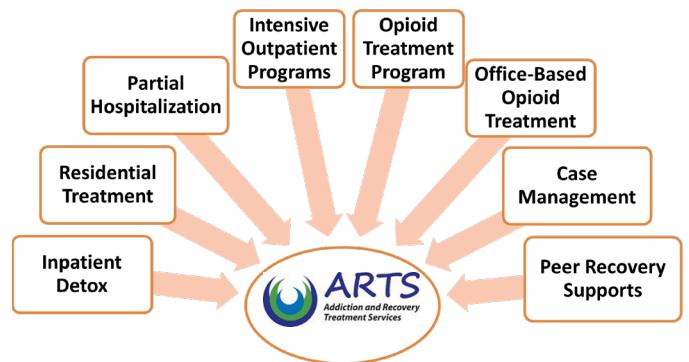 Inpatient
Detox
Residential
Treatment
Partial
Hospitalization
Intensive
Outpatient
Programs
Opioid
Treatment
Program
Office-Based
Opioid
Treatment
Case
Management
Peer Recovery
Supports
ARTS
Addiction and Recovery
Treatment Services